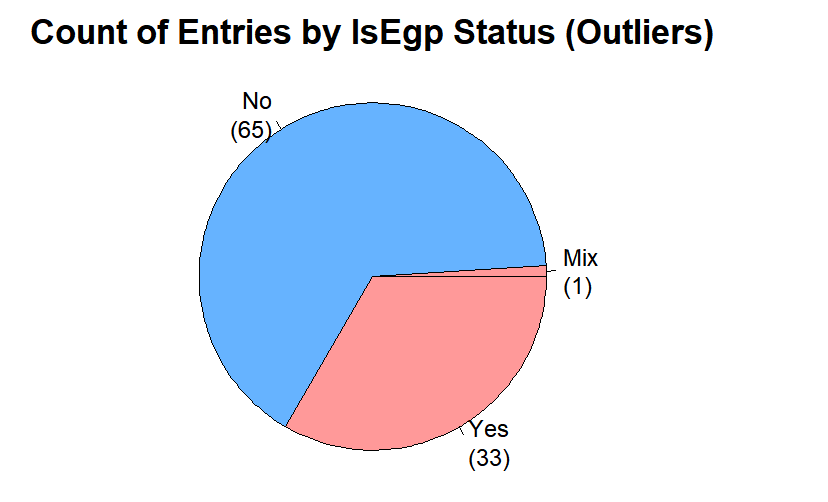 Count of Entries by IsEgp Status (Outliers)
No
(65)
Mix
(1)
Yes
(33)